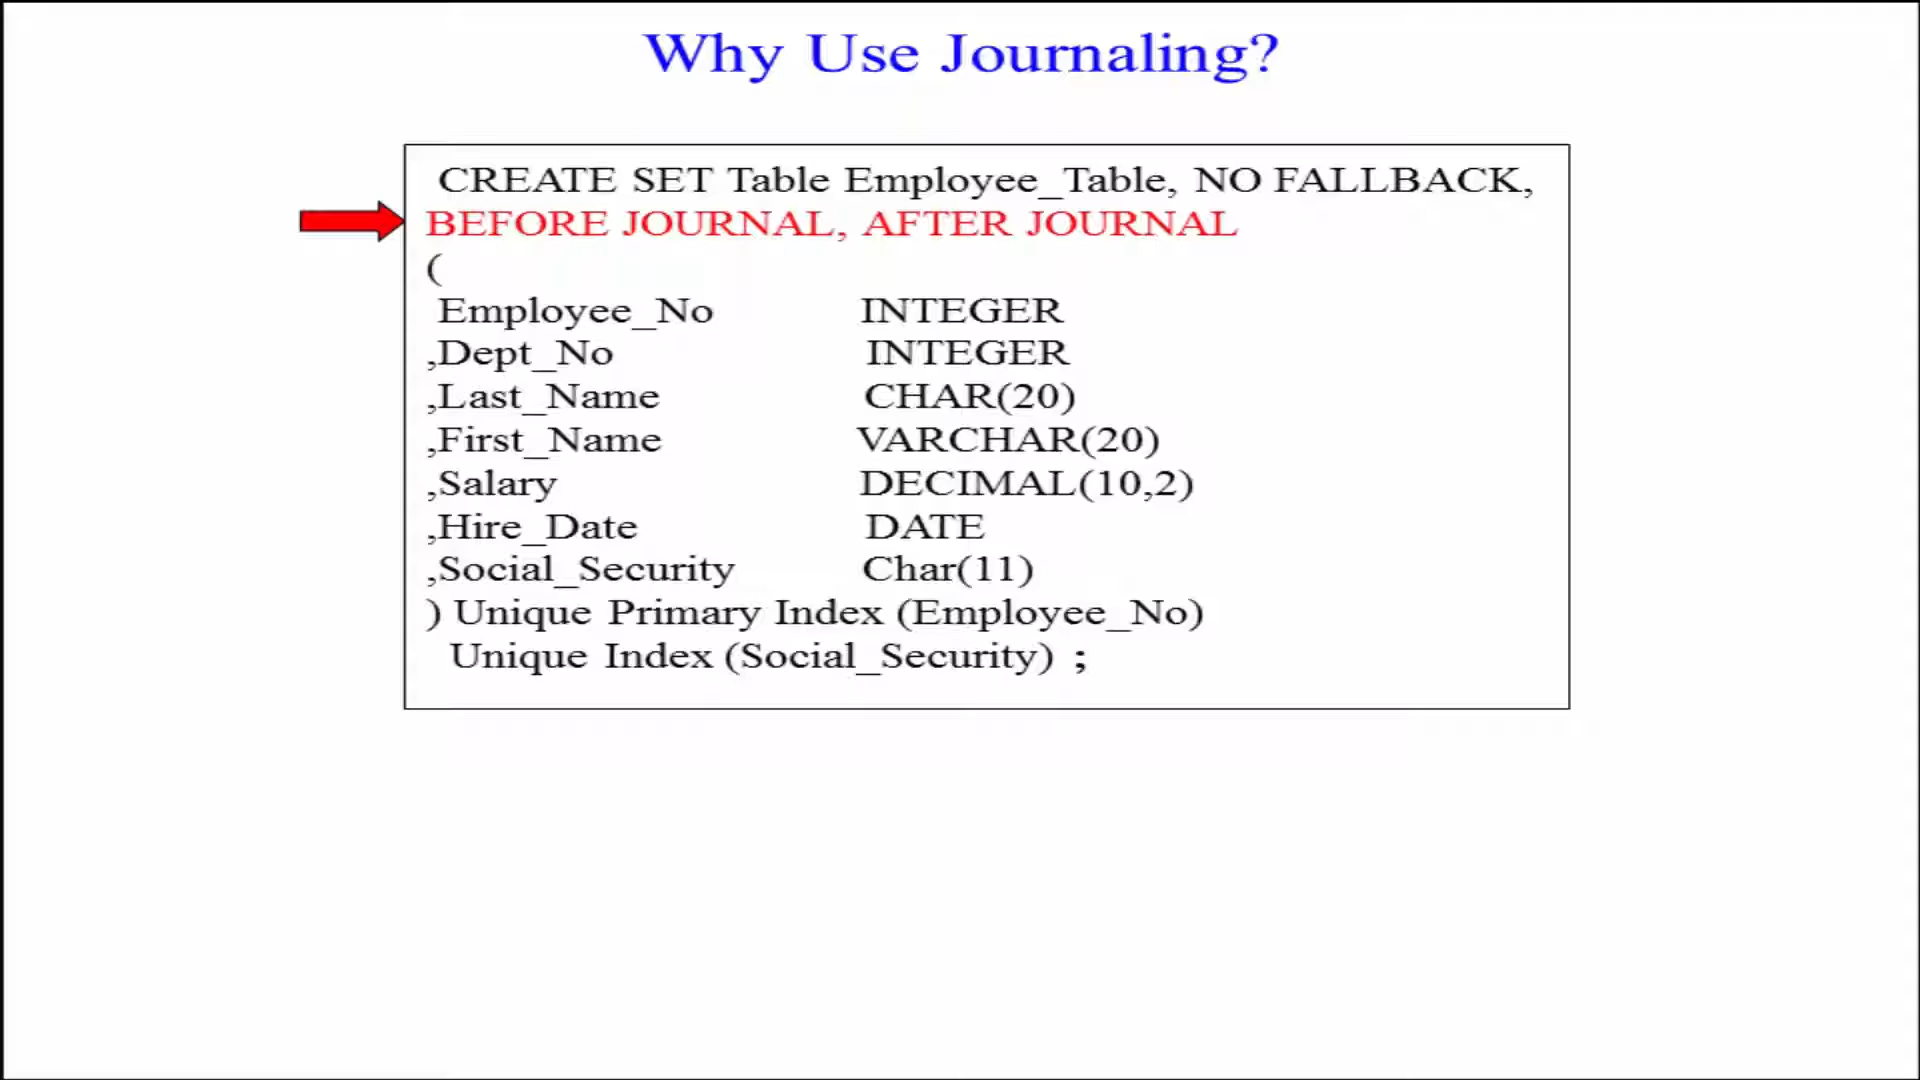 Why Use Journaling?
CREATE SET Table Employee_Table, NO FALLBACK,
BEFORE JOURNAL, AFTER JOURNAL
(
Employee_No INTEGER
,Dept_No INTEGER
,Last_Name CHAR(20)
,First_Name VARCHAR(20)
,Salary DECIMAL(10,2)
,Hire_Date DATE
,Social_Security Char(11)
) Unique Primary Index (Employee_No)
Unique Index (Social_Security) ;